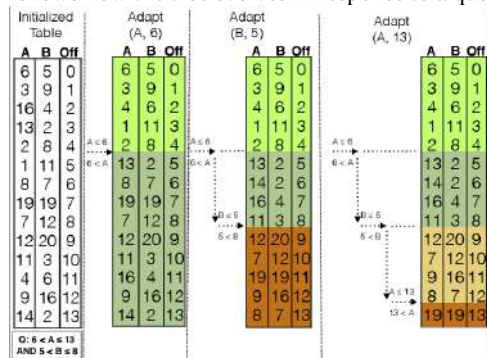 Initialized
Table
A B Off
6 5 0
3 9 1
16 4 2
13 2 3
2 8 4
1 11 5
8 7 6
19 19 7
7 12 8
12 20 9
11 3 10
4 6 11
9 16 12
14 2 13
Q: 6 < A ≤ 13
AND 5 < B ≤ 8
Adapt
(A, 6)
A B Off
6 5 0
3 9 1
4 6 2
1 11 3
2 8 4
13 2 5
8 7 6
19 19 7
7 12 8
12 20 9
11 3 10
16 4 11
9 16 12
14 2 13
A ≤ 6
6 < A
Adapt
(B, 5)
A B Off
6 5 0
3 9 1
4 6 2
1 11 3
2 8 4
13 2 5
14 2 6
16 4 7
11 3 8
12 20 9
7 12 10
19 19 11
9 16 12
8 7 13
A ≤ 6
6 < A
B ≤ 5
5 < B
Adapt
(A, 13)
A B Off
6 5 0
3 9 1
4 6 2
1 11 3
2 8 4
13 2 5
14 2 6
16 4 7
11 3 8
12 20 9
7 12 10
9 16 11
8 7 12
19 19 13
A ≤ 6
6 < A
B ≤ 5
5 < B
A ≤ 13
13 < A